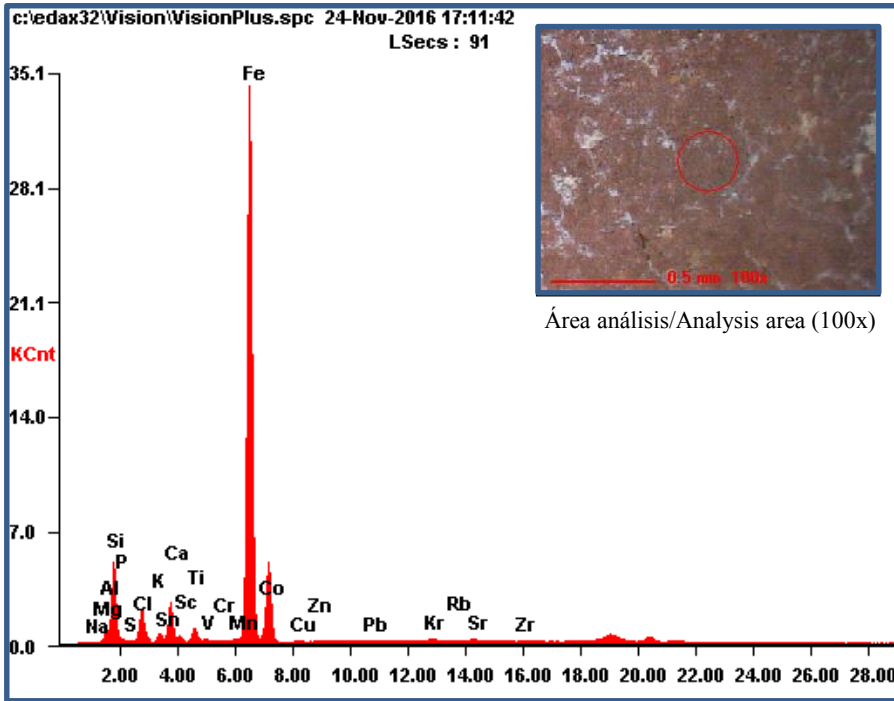 c:\edax32\Vision\VisionPlus.spc 24-Nov-2016 17:11:42
LSecs : 91
35.1
28.1
21.1
KCnt
14.0
7.0
0.0
Fe
Si
P
Ca
Al
K
Ti
Mg
Cl
Sc
Cr
Co
Zn
Rb
Na
S
Sn
V
Mn
Cu
Pb
Kr
Sr
Zr
2.00 4.00 6.00 8.00 10.00 12.00 14.00 16.00 18.00 20.00 22.00 24.00 26.00 28.00
0.5 mm 100x
Área análisis/Analysis area (100x)